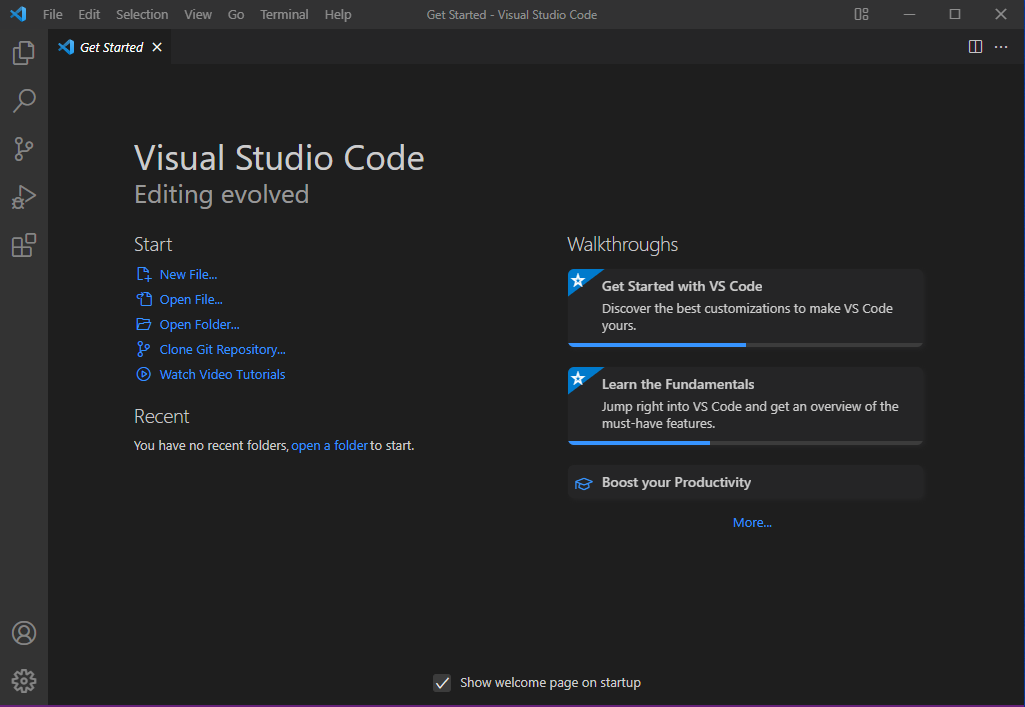 File Edit Selection View Go Terminal Help Get Started - Visual Studio Code
Get Started
Visual Studio Code
Editing evolved
Start
New File...
Open File...
Open Folder...
Clone Git Repository...
Watch Video Tutorials
Recent
You have no recent folders, open a folder to start.
Walkthroughs
Get Started with VS Code
Discover the best customizations to make VS Code
yours.
Learn the Fundamentals
Jump right into VS Code and get an overview of the
must-have features.
Boost your Productivity
More...
Show welcome page on startup